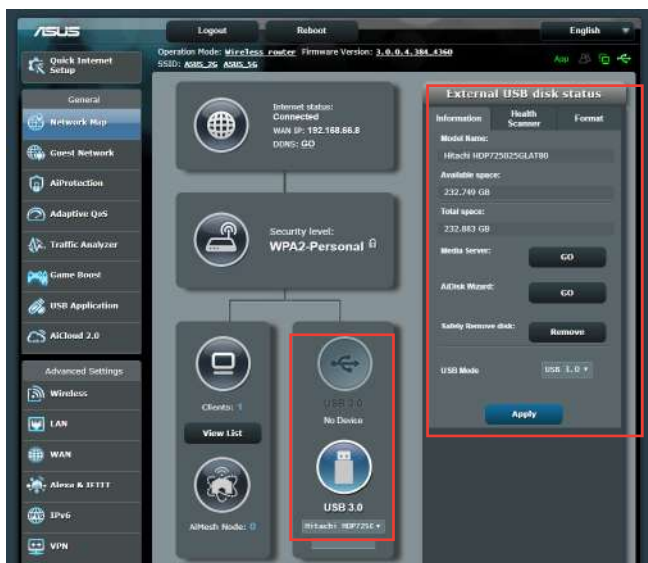 ASUS
Logout
Reboot
English
Operation Mode: Wireless router Firmware Version: 3.0.0.4.384_4360
SSID: ASUS_2G ASUS_5G
App
Quick Internet
Setup
General
Network Map
Guest Network
AiProtection
Adaptive QoS
Traffic Analyzer
Game Boost
USB Application
AiCloud 2.0
Advanced Settings
Wireless
LAN
WAN
Alexa & IFTTT
IPv6
VPN
Internet status:
Connected
WAN IP: 192.168.66.8
DDNS: GO
Security level:
WPA2-Personal
Clients: 1
View List
AiMesh Node: 0
USB 2.0
No Device
USB 3.0
Hitachi HDP725C
External USB disk status
Information
Health
Scanner
Format
Model Name:
Hitachi HDP725025GLAT80
Available space:
232.749 GB
Total space:
232.883 GB
Media Server:
GO
AiDisk Wizard:
GO
Safely Remove disk:
Remove
USB Mode
USB 3.0
Apply